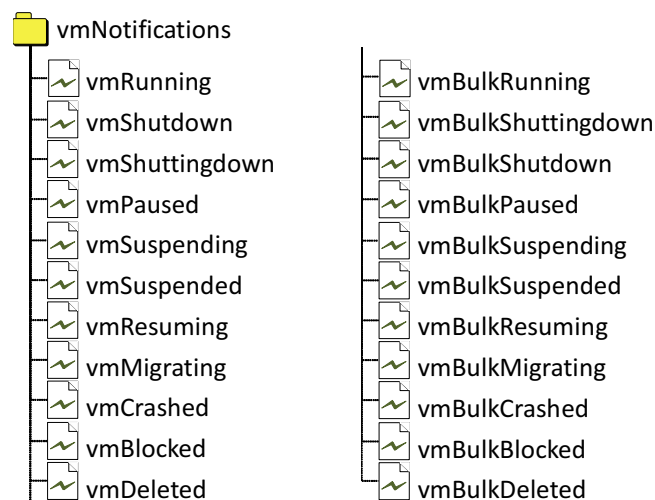 vmNotifications
vmRunning
vmShutdown
vmShuttingdown
vmPaused
vmSuspending
vmSuspended
vmResuming
vmMigrating
vmCrashed
vmBlocked
vmDeleted
vmBulkRunning
vmBulkShuttingdown
vmBulkShutdown
vmBulkPaused
vmBulkSuspending
vmBulkSuspended
vmBulkResuming
vmBulkMigrating
vmBulkCrashed
vmBulkBlocked
vmBulkDeleted